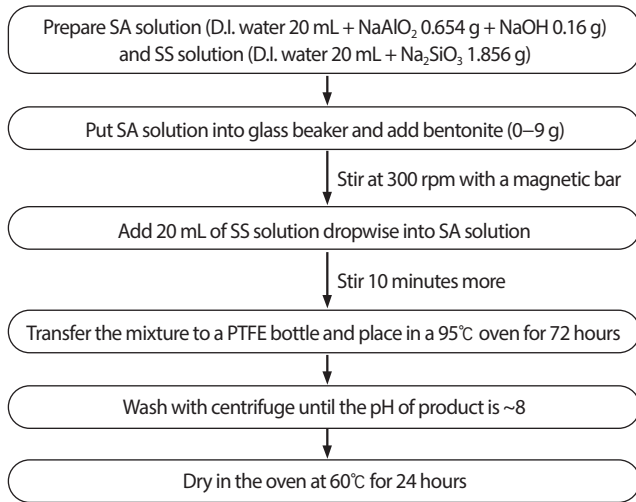 Prepare SA solution (D.I. water 20 mL + NaAlO₂ 0.654 g + NaOH 0.16 g)
and SS solution (D.I. water 20 mL + Na₂SiO₃ 1.856 g)
Put SA solution into glass beaker and add bentonite (0–9 g)
Stir at 300 rpm with a magnetic bar
Add 20 mL of SS solution dropwise into SA solution
Stir 10 minutes more
Transfer the mixture to a PTFE bottle and place in a 95℃ oven for 72 hours
Wash with centrifuge until the pH of product is ~8
Dry in the oven at 60℃ for 24 hours